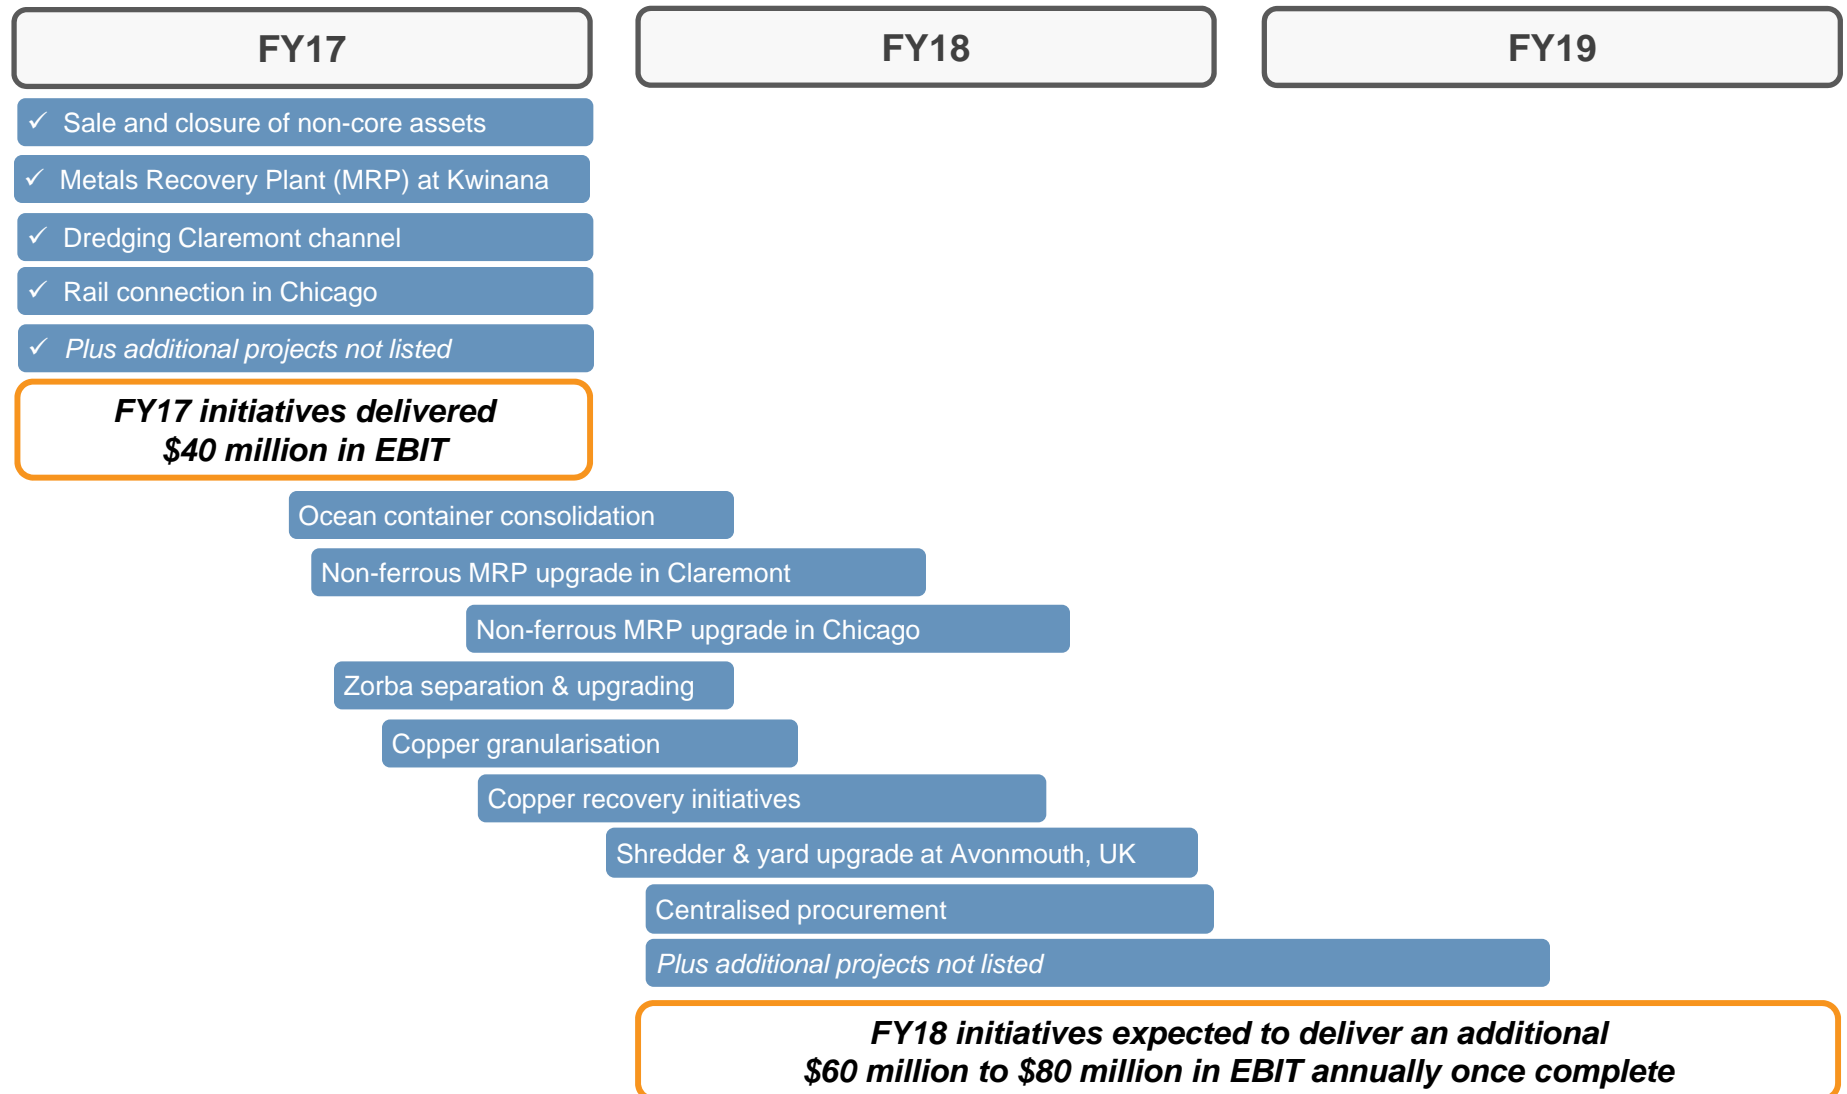 FY17
FY18
FY19
✓ Sale and closure of non-core assets
✓ Metals Recovery Plant (MRP) at Kwinana
✓ Dredging Claremont channel
✓ Rail connection in Chicago
✓ Plus additional projects not listed
FY17 initiatives delivered
$40 million in EBIT
Ocean container consolidation
Non-ferrous MRP upgrade in Claremont
Non-ferrous MRP upgrade in Chicago
Zorba separation & upgrading
Copper granularisation
Copper recovery initiatives
Shredder & yard upgrade at Avonmouth, UK
Centralised procurement
Plus additional projects not listed
FY18 initiatives expected to deliver an additional
$60 million to $80 million in EBIT annually once complete